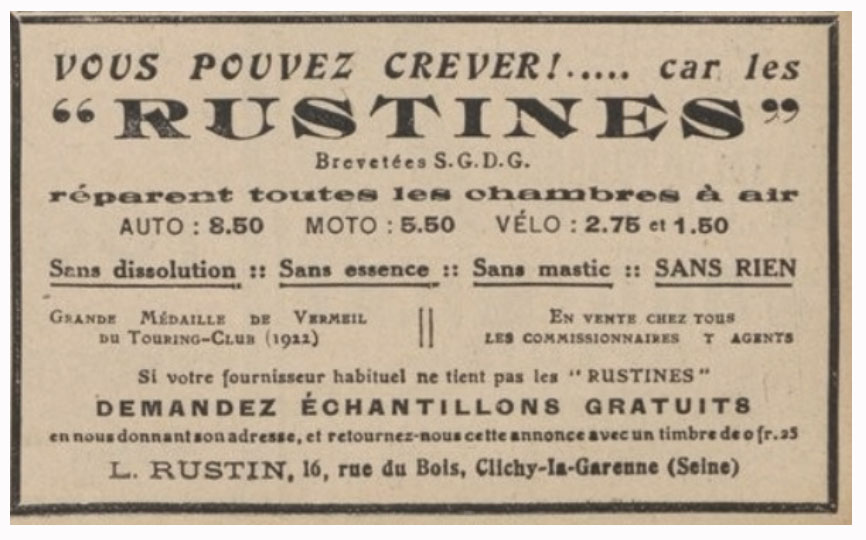 VOUS POUVEZ CREVER!..... car les
“RUSTINES”
Brevetées S.G.D.G.
réparent toutes les chambres à air
AUTO : 8.50 MOTO : 5.50 VÉLO : 2.75 et 1.50
Sans dissolution :: Sans essence :: Sans mastic :: SANS RIEN
GRANDE MÉDAILLE DE VERMEIL
DU TOURING-CLUB (1922)
EN VENTE CHEZ TOUS
LES COMMISSIONNAIRES T AGENTS
Si votre fournisseur habituel ne tient pas les “RUSTINES”
DEMANDEZ ÉCHANTILLONS GRATUITS
en nous donnant son adresse, et retournez-nous cette annonce avec un timbre de 0 fr. 25
L. RUSTIN, 16, rue du Bois, Clichy-la-Garenne (Seine)